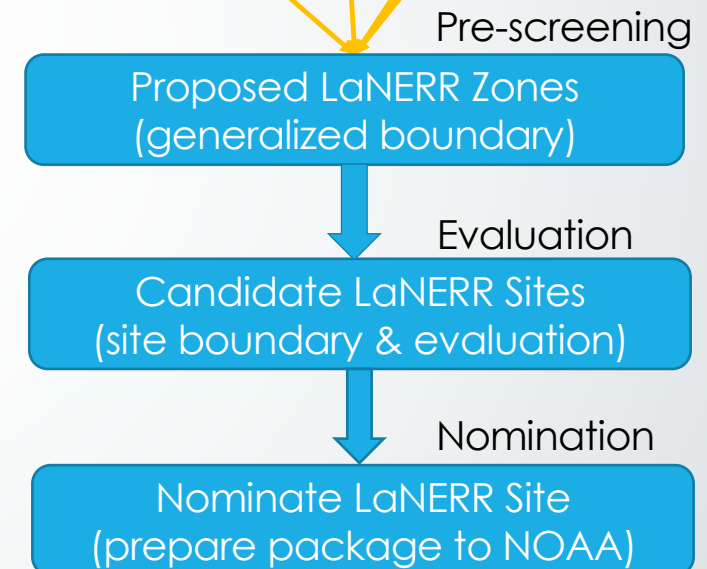 Pre-screening
Proposed LaNERR Zones
(generalized boundary)
Evaluation
Candidate LaNERR Sites
(site boundary & evaluation)
Nomination
Nominate LaNERR Site
(prepare package to NOAA)